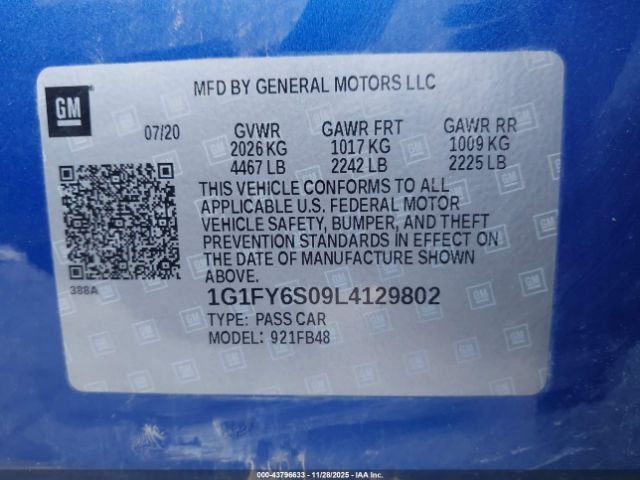 GM
MFD BY GENERAL MOTORS LLC
07/20 GVWR GAWR FRT GAWR RR
2026 KG 1017 KG 1009 KG
4467 LB 2242 LB 2225 LB
THIS VEHICLE CONFORMS TO ALL
APPLICABLE U.S. FEDERAL MOTOR
VEHICLE SAFETY, BUMPER, AND THEFT
PREVENTION STANDARDS IN EFFECT ON
THE DATE OF MANUFACTURE SHOWN
ABOVE.
388A
1G1FY6S09L4129802
TYPE: PASS CAR
MODEL: 921FB48
000-43796633 - 11/28/2025 - IAAI.COM